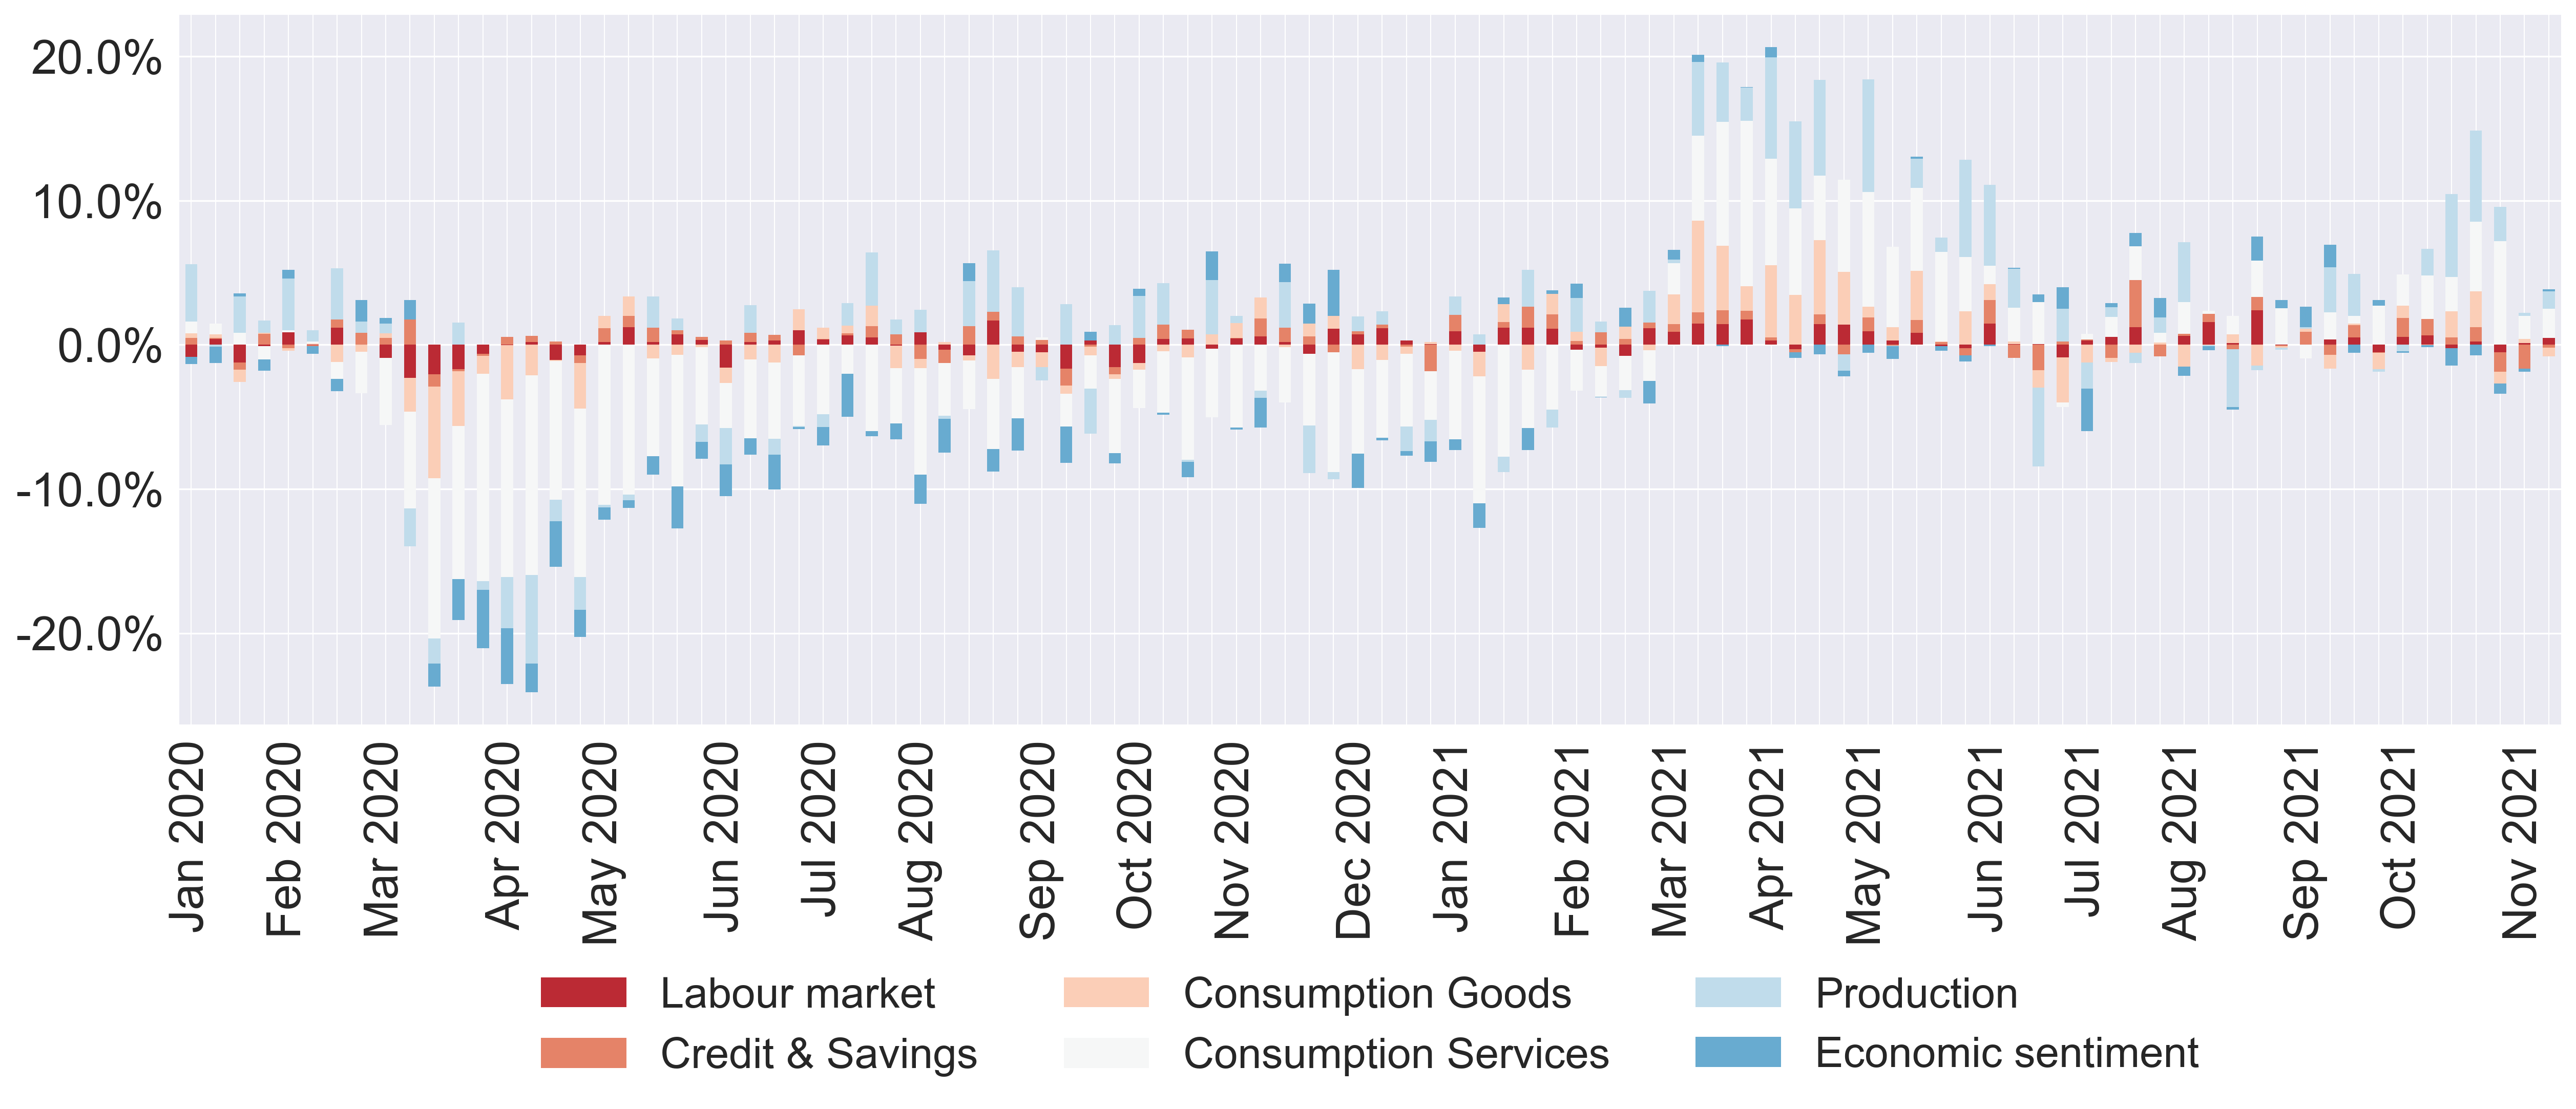 20.0%
10.0%
0.0%
-10.0%
-20.0%
Jan 2020
Feb 2020
Mar 2020
Apr 2020
May 2020
Jun 2020
Jul 2020
Aug 2020
Sep 2020
Oct 2020
Nov 2020
Dec 2020
Jan 2021
Feb 2021
Mar 2021
Apr 2021
May 2021
Jun 2021
Jul 2021
Aug 2021
Sep 2021
Oct 2021
Nov 2021
Labour market
Consumption Goods
Production
Credit & Savings
Consumption Services
Economic sentiment